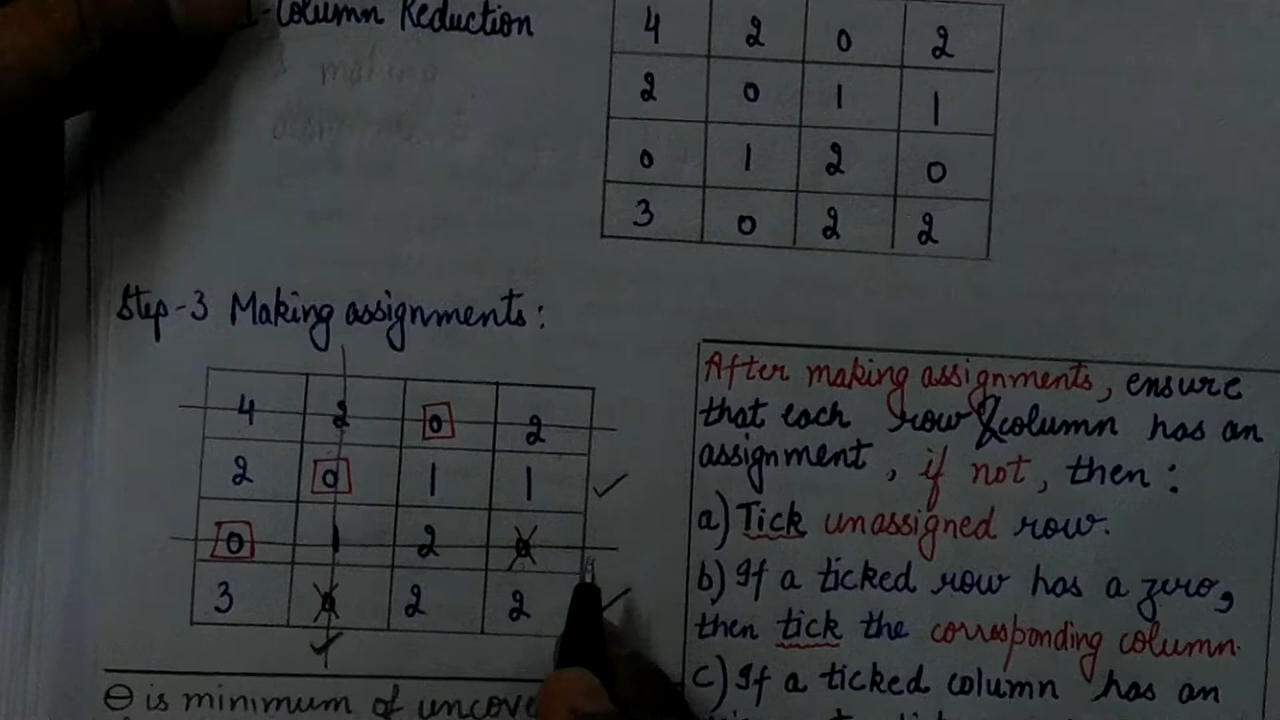 -Column Reduction
4 2 0 2
2 0 1 1
0 1 2 0
3 0 2 2
Step-3 Making assignments:
4 2 0 2
2 0 1 1
0 1 2 0
3 0 2 2
After making assignments, ensure
that each row & column has an
assignment, if not, then:
a) Tick unassigned row.
b) If a ticked row has a zero,
then tick the corresponding column.
c) If a ticked column has an
θ is minimum of uncove